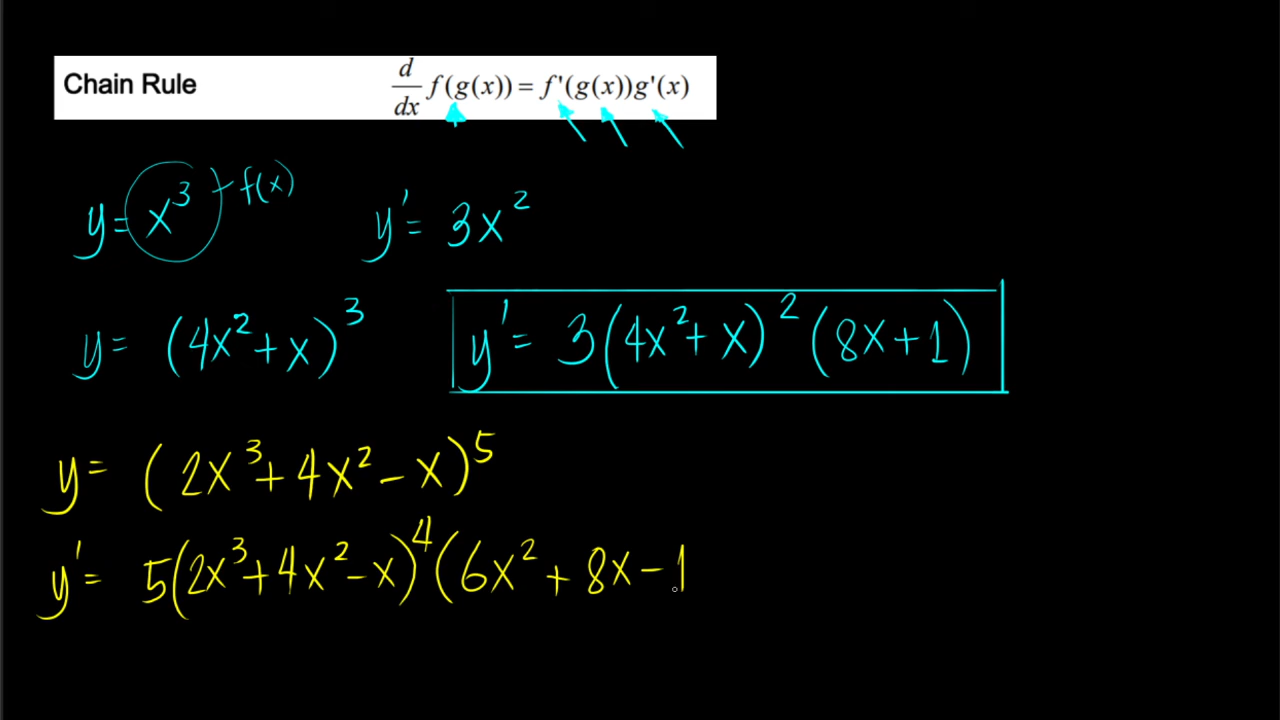 Chain Rule d/dx f(g(x)) = f'(g(x))g'(x)
y = x³ f(x) y' = 3x²
y = (4x² + x)³ y' = 3(4x² + x)² (8x + 1)
y = (2x³ + 4x² − x)⁵
y' = 5(2x³ + 4x² − x)⁴ (6x² + 8x − 1